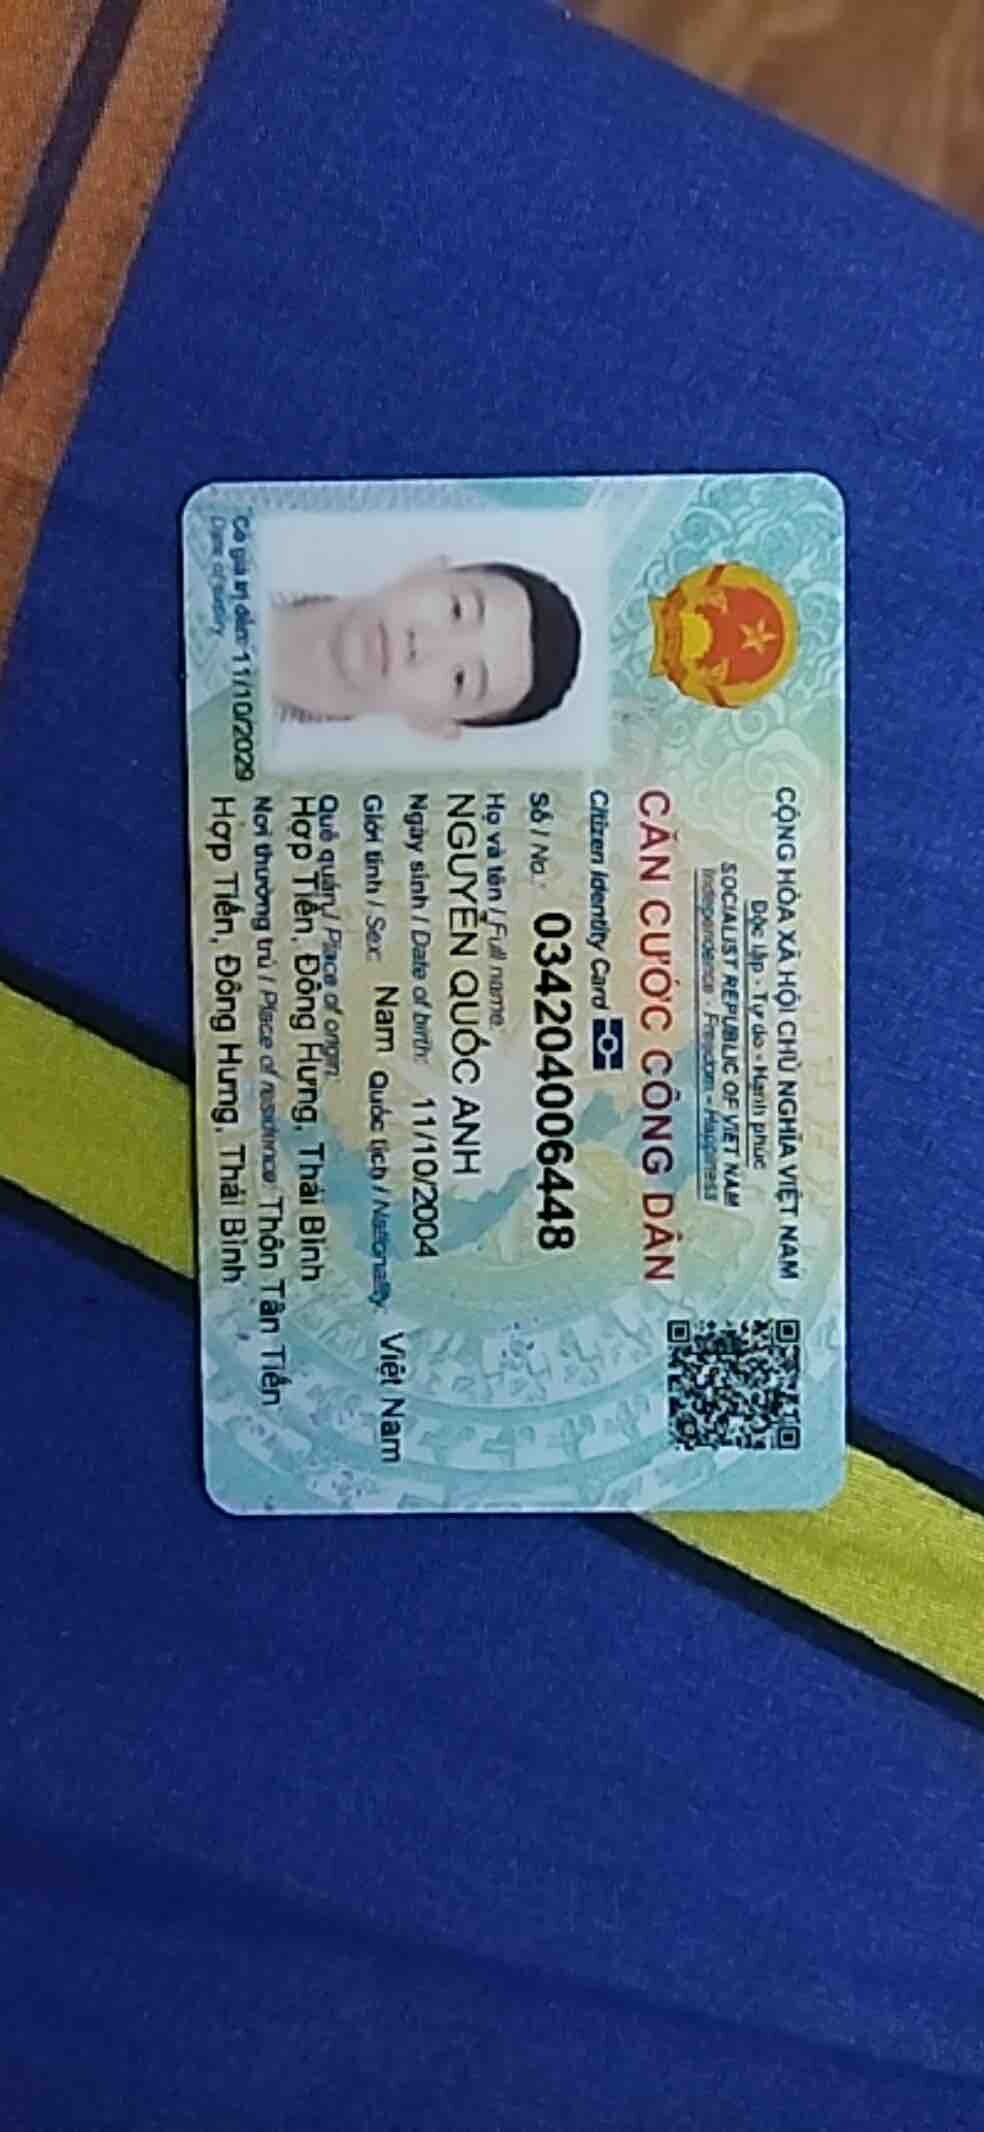 CỘNG HÒA XÃ HỘI CHỦ NGHĨA VIỆT NAM
Độc lập - Tự do - Hạnh phúc
SOCIALIST REPUBLIC OF VIET NAM
Independence - Freedom - Happiness
CĂN CƯỚC CÔNG DÂN
Citizen Identity Card
Số / No.: 034204006448
Họ và tên / Full name:
NGUYỄN QUỐC ANH
Ngày sinh / Date of birth: 11/10/2004
Giới tính / Sex: Nam Quốc tịch / Nationality: Việt Nam
Quê quán / Place of origin:
Hợp Tiến, Đông Hưng, Thái Bình
Nơi thường trú / Place of residence: Thôn Tân Tiến
Hợp Tiến, Đông Hưng, Thái Bình
Có giá trị đến: 11/10/2029
Date of expiry